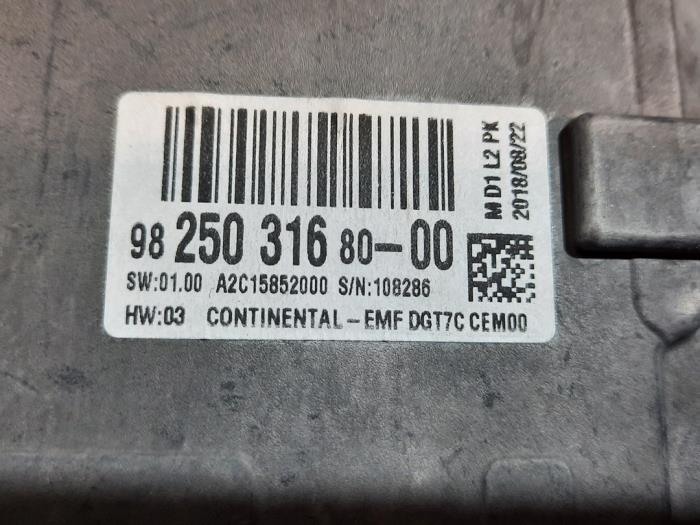 98 250 316 80-00
SW:01.00 A2C15852000 S/N:108286
HW:03 CONTINENTAL-EMF DGT7C CEM00
M D1 L2 PK
2018/08/22